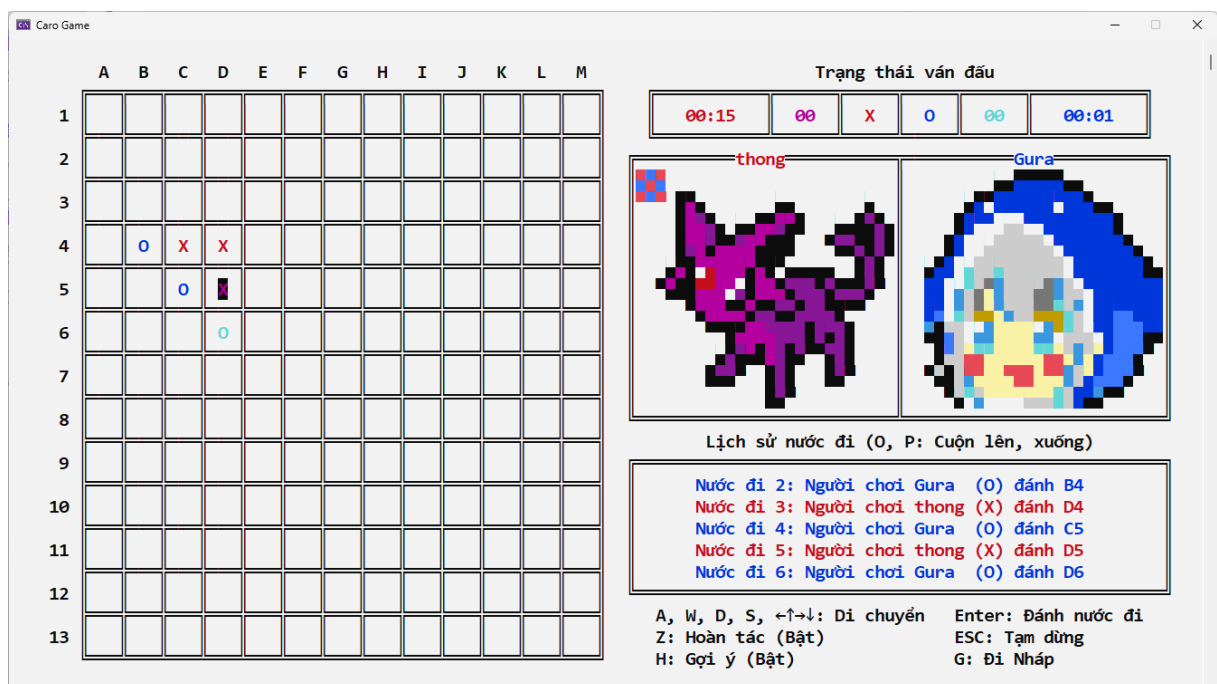 Caro Game
A B C D E F G H I J K L M
1
2
3
4 O X X
5 O X
6 O
7
8
9
10
11
12
13
Trạng thái ván đấu
00:15 00 X O 00 00:01
thong Gura
Lịch sử nước đi (O, P: Cuộn lên, xuống)
Nước đi 2: Người chơi Gura (O) đánh B4
Nước đi 3: Người chơi thong (X) đánh D4
Nước đi 4: Người chơi Gura (O) đánh C5
Nước đi 5: Người chơi thong (X) đánh D5
Nước đi 6: Người chơi Gura (O) đánh D6
A, W, D, S, ←↑→↓: Di chuyển Enter: Đánh nước đi
Z: Hoàn tác (Bật) ESC: Tạm dừng
H: Gợi ý (Bật) G: Đi Nháp